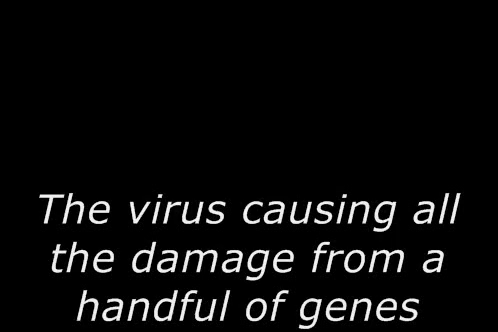 The virus causing all
the damage from a
handful of genes